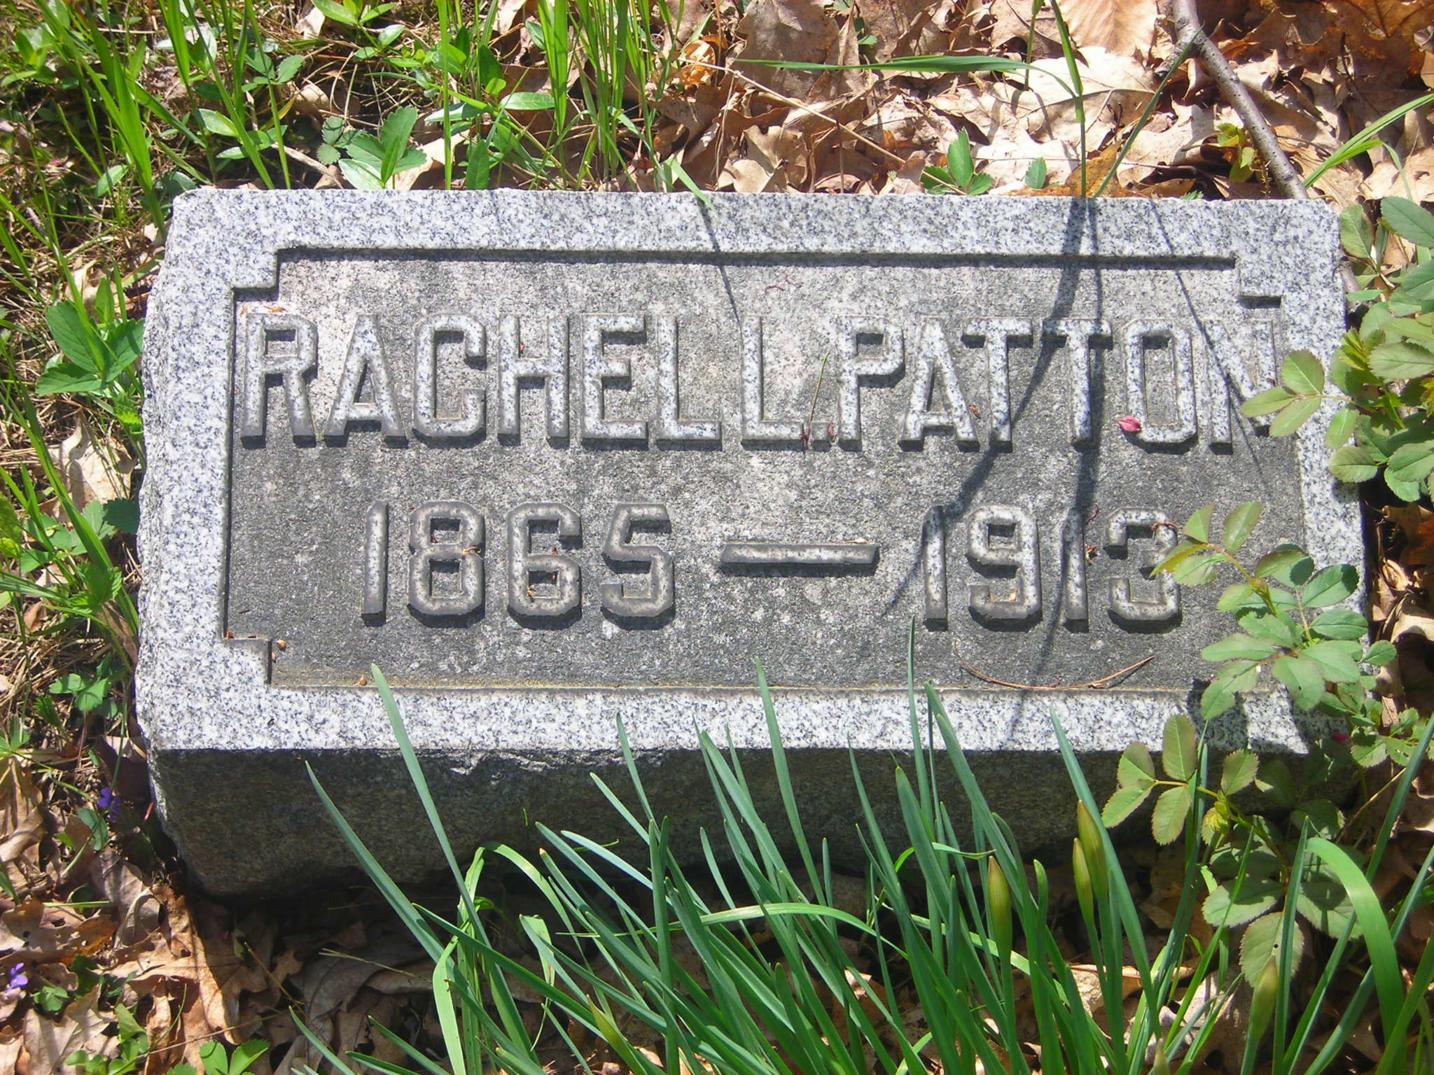 RACHEL L. PATTON
1865 — 1913